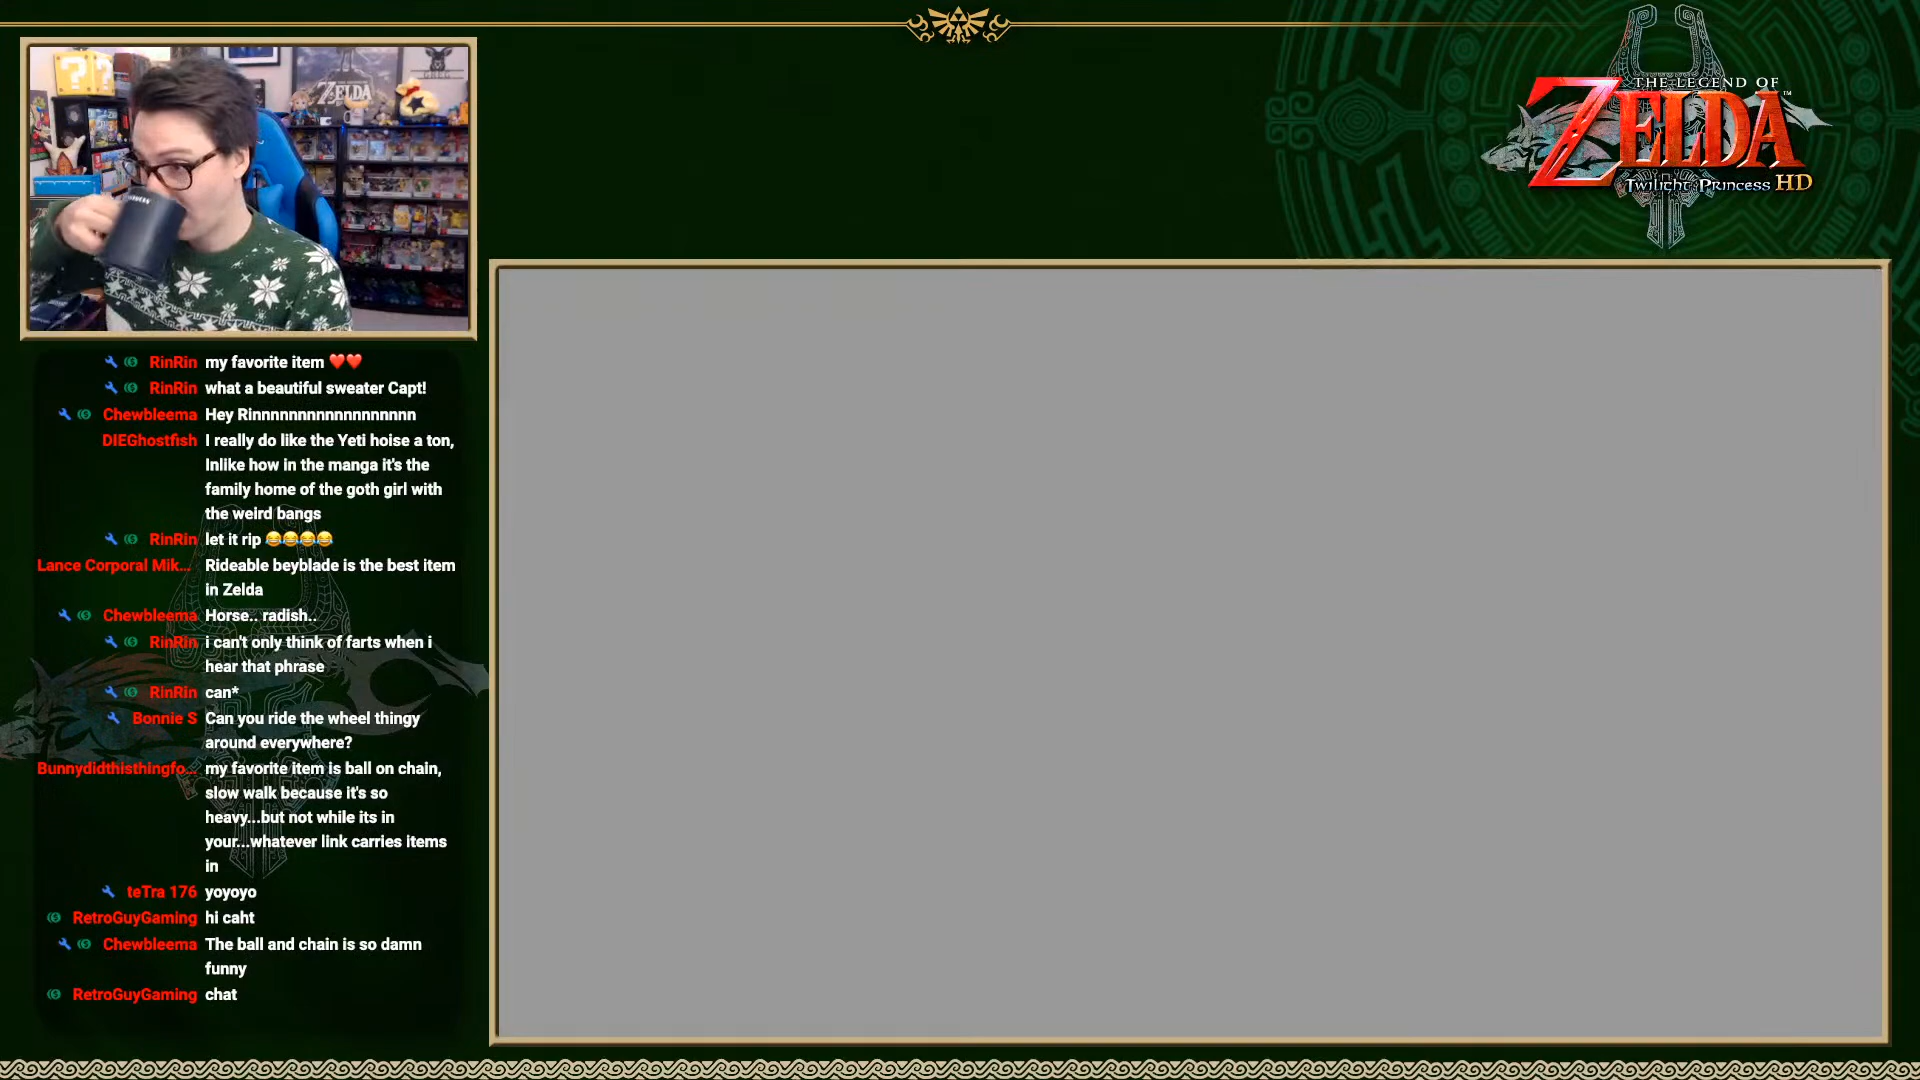 THE LEGEND OF
ZELDA™
Twilight Princess HD
ZELDA
RinRin my favorite item ❤️❤️
RinRin what a beautiful sweater Capt!
Chewbleema Hey Rinnnnnnnnnnnnnnnnnn
DIEGhostfish I really do like the Yeti hoise a ton,
Inlike how in the manga it's the
family home of the goth girl with
the weird bangs
RinRin let it rip 😂😂😂😂
Lance Corporal Mik... Rideable beyblade is the best item
in Zelda
Chewbleema Horse.. radish..
RinRin i can't only think of farts when i
hear that phrase
RinRin can*
Bonnie S Can you ride the wheel thingy
around everywhere?
Bunnydidthisthingfo... my favorite item is ball on chain,
slow walk because it's so
heavy...but not while its in
your...whatever link carries items
in
teTra 176 yoyoyo
RetroGuyGaming hi caht
Chewbleema The ball and chain is so damn
funny
RetroGuyGaming chat